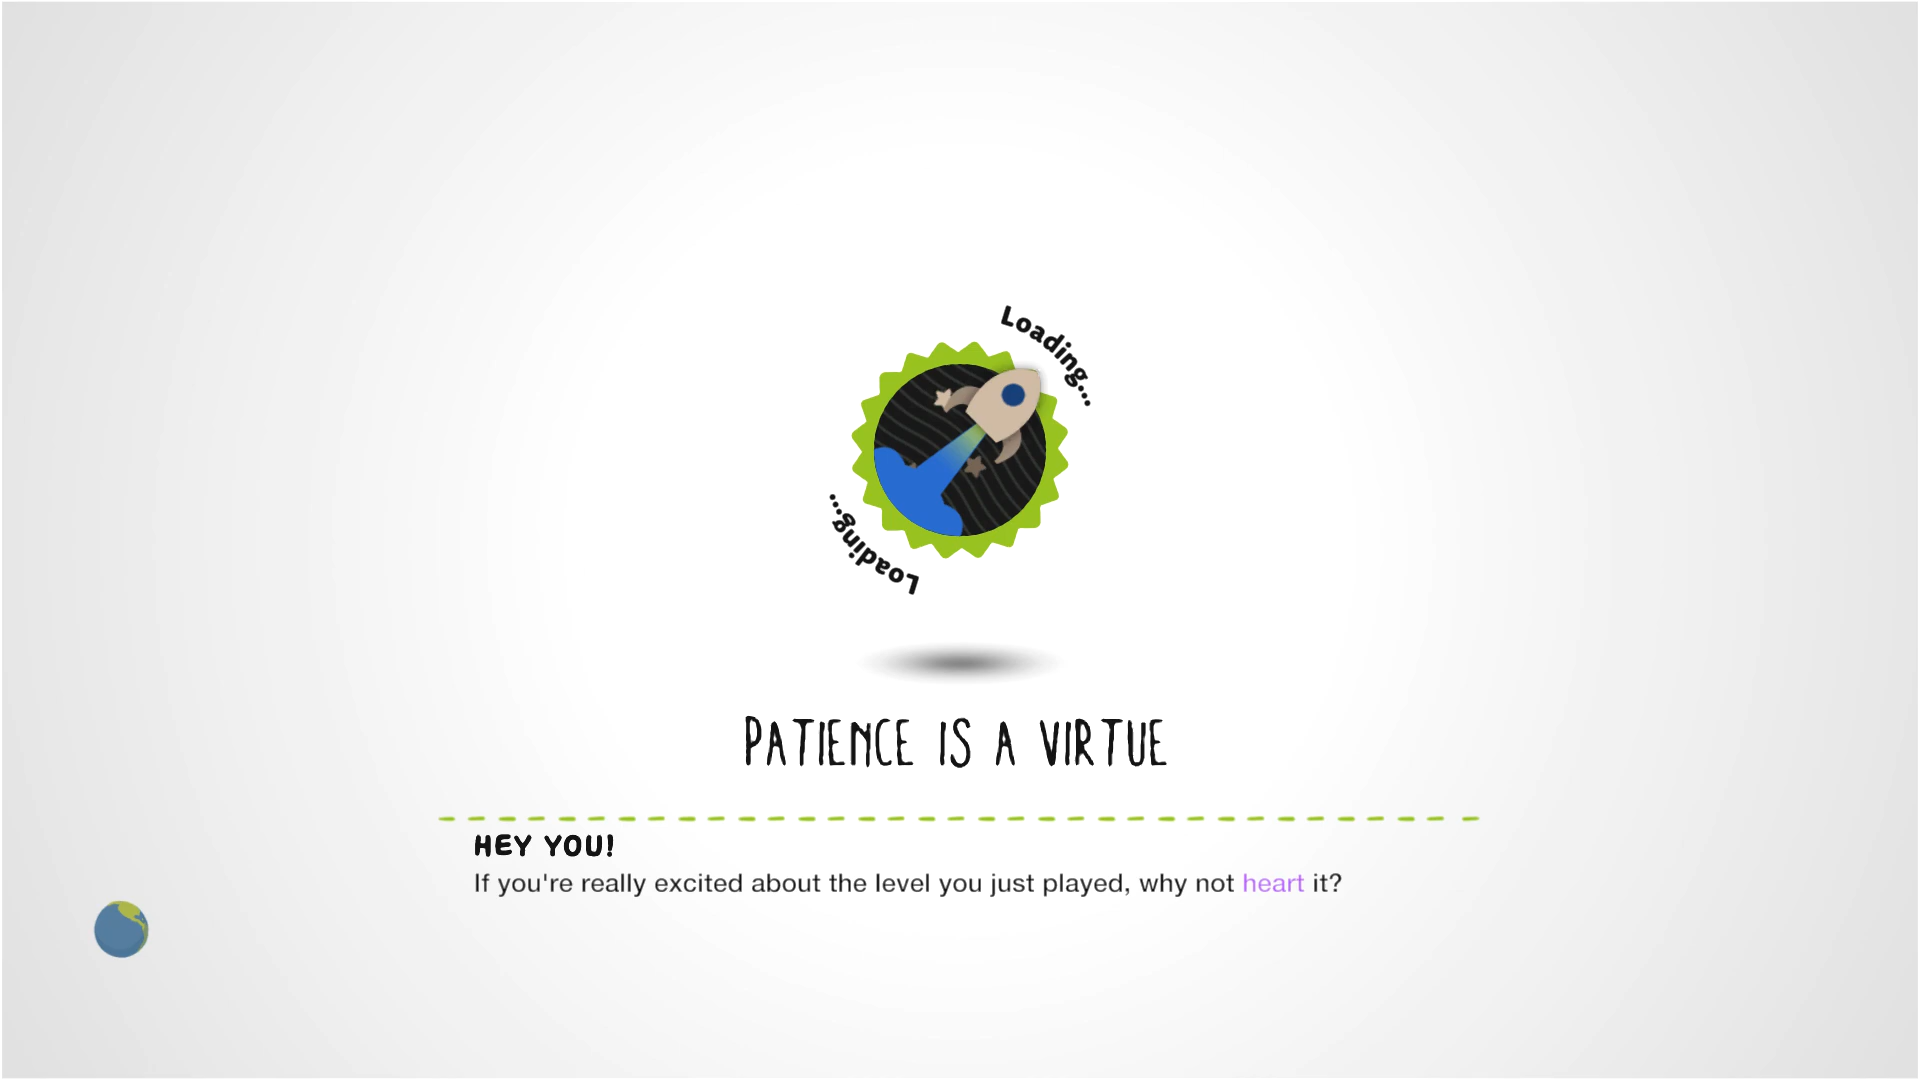 Loading...
Loading...
PATIENCE IS A VIRTUE
HEY YOU!
If you're really excited about the level you just played, why not heart it?